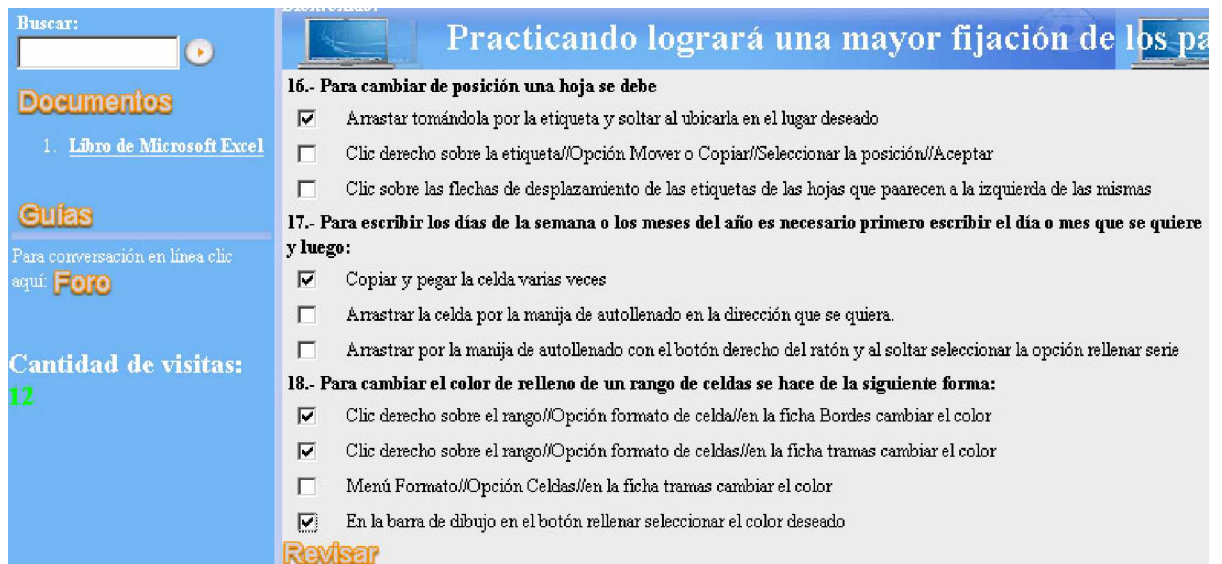 Buscar:
Documentos
1. Libro de Microsoft Excel
Guías
Para conversación en línea clic
aquí: Foro
Cantidad de visitas:
12
Practicando logrará una mayor fijación de los pa
16.- Para cambiar de posición una hoja se debe
Arrastar tomándola por la etiqueta y soltar al ubicarla en el lugar deseado
Clic derecho sobre la etiqueta//Opción Mover o Copiar//Seleccionar la posición//Aceptar
Clic sobre las flechas de desplazamiento de las etiquetas de las hojas que paarecen a la izquierda de las mismas
17.- Para escribir los días de la semana o los meses del año es necesario primero escribir el día o mes que se quiere
y luego:
Copiar y pegar la celda varias veces
Arrastrar la celda por la manija de autollenado en la dirección que se quiera.
Arrastrar por la manija de autollenado con el botón derecho del ratón y al soltar seleccionar la opción rellenar serie
18.- Para cambiar el color de relleno de un rango de celdas se hace de la siguiente forma:
Clic derecho sobre el rango//Opción formato de celda//en la ficha Bordes cambiar el color
Clic derecho sobre el rango//Opción formato de celdas//en la ficha tramas cambiar el color
Menú Formato//Opción Celdas//en la ficha tramas cambiar el color
En la barra de dibujo en el botón rellenar seleccionar el color deseado
Revisar